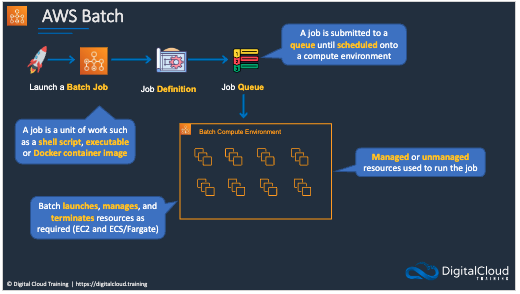 AWS Batch
A job is submitted to a
queue until scheduled onto
a compute environment
Launch a Batch Job
Job Definition
Job Queue
A job is a unit of work such
as a shell script, executable
or Docker container image
Batch Compute Environment
Managed or unmanaged
resources used to run the job
Batch launches, manages, and
terminates resources as
required (EC2 and ECS/Fargate)
DigitalCloud
TRAINING
© Digital Cloud Training | https://digitalcloud.training